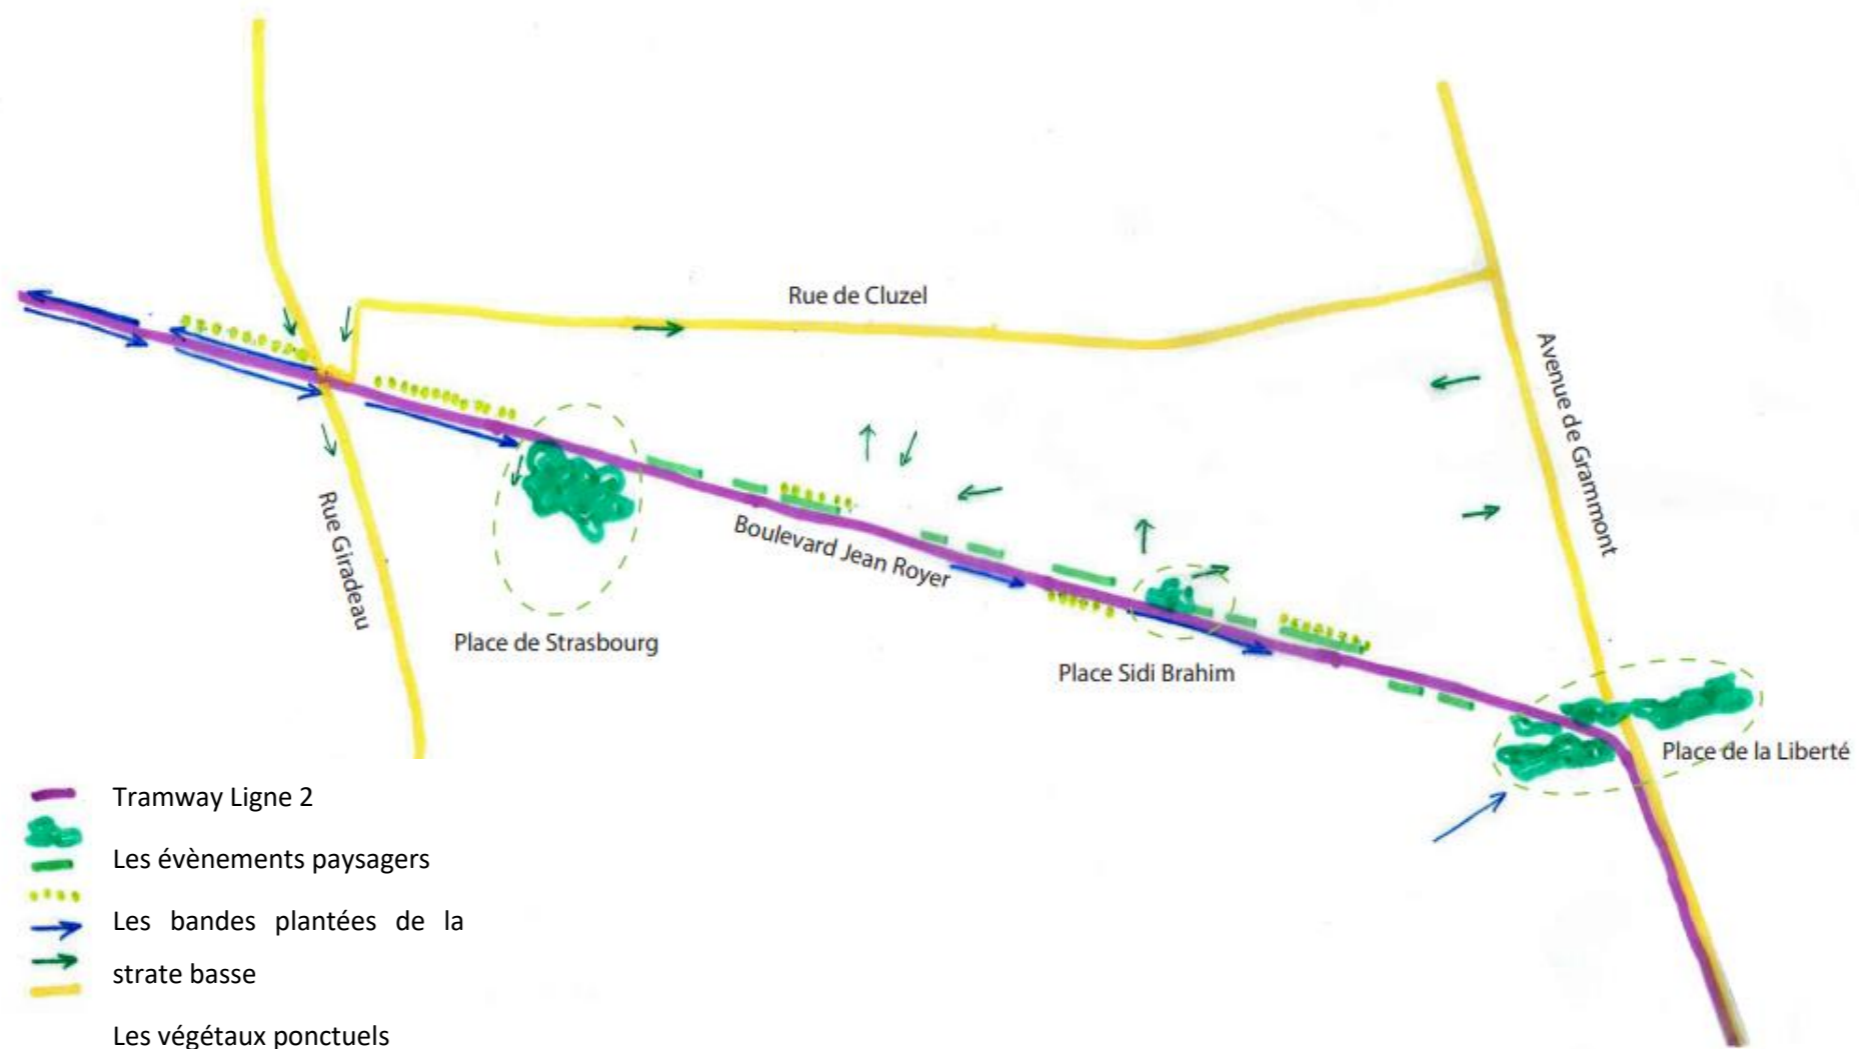 Rue de Cluzel
Avenue de Grammont
Rue Giradeau
Boulevard Jean Royer
Place de Strasbourg
Place Sidi Brahim
Place de la Liberté
Tramway Ligne 2
Les évènements paysagers
Les bandes plantées de la
strate basse
Les végétaux ponctuels